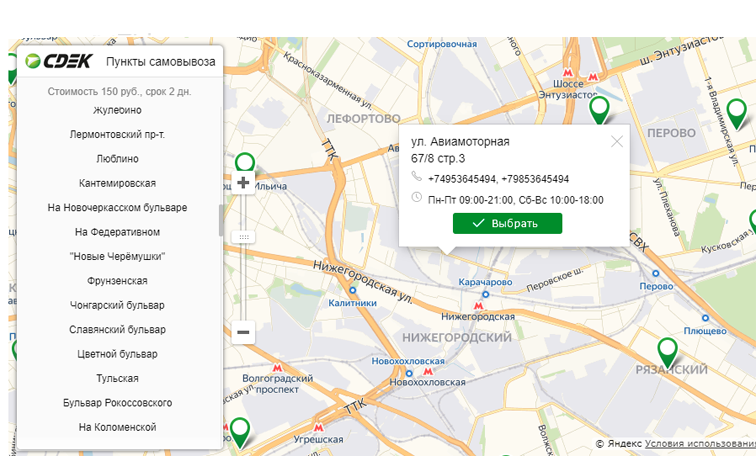 CDEK
Пункты самовывоза
Стоимость 150 руб., срок 2 дн.
Жулебино
Лермонтовский пр-т.
Люблино
Кантемировская
На Новочеркасском бульваре
На Федеративном
"Новые Черёмушки"
Фрунзенская
Чонгарский бульвар
Славянский бульвар
Цветной бульвар
Тульская
Бульвар Рокоссовского
На Коломенской
Сортировочная
Красноказарменная ул.
ЛЕФОРТОВО
ТТК
Ильича
ш. Энтузиастов
Шоссе
Энтузиастов
1-я Владимирская ул.
ПЕРОВО
ул. Плеханова
Кусковская
ул. Авиамоторная
67/8 стр.3
+74953645494, +79853645494
Пн-Пт 09:00-21:00, Сб-Вс 10:00-18:00
Выбрать
СВХ
Нижегородская ул.
Калитники
Карачарово
Перовское ш.
Перово
Нижегородская
Плющево
НИЖЕГОРОДСКИЙ
Новохохловская
Новохохловская
РЯЗАНСКИЙ
Волгоградский
проспект
ТТК
Угрешская
© Яндекс Условия использования